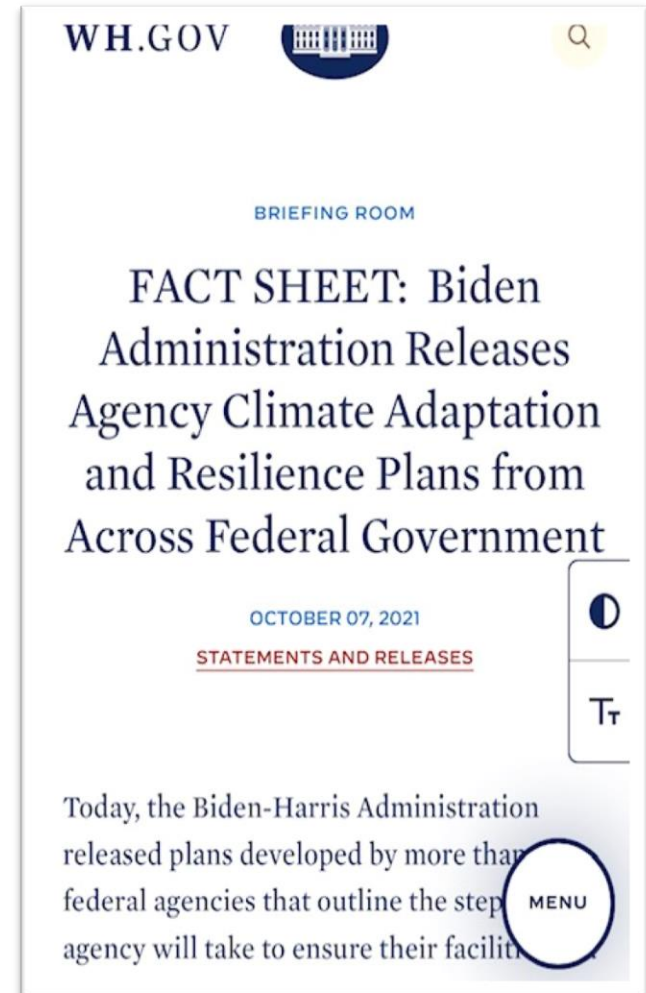 WH.GOV
BRIEFING ROOM
FACT SHEET: Biden
Administration Releases
Agency Climate Adaptation
and Resilience Plans from
Across Federal Government
OCTOBER 07, 2021
STATEMENTS AND RELEASES
TT
Today, the Biden-Harris Administration
released plans developed by more than
federal agencies that outline the step
MENU
agency will take to ensure their